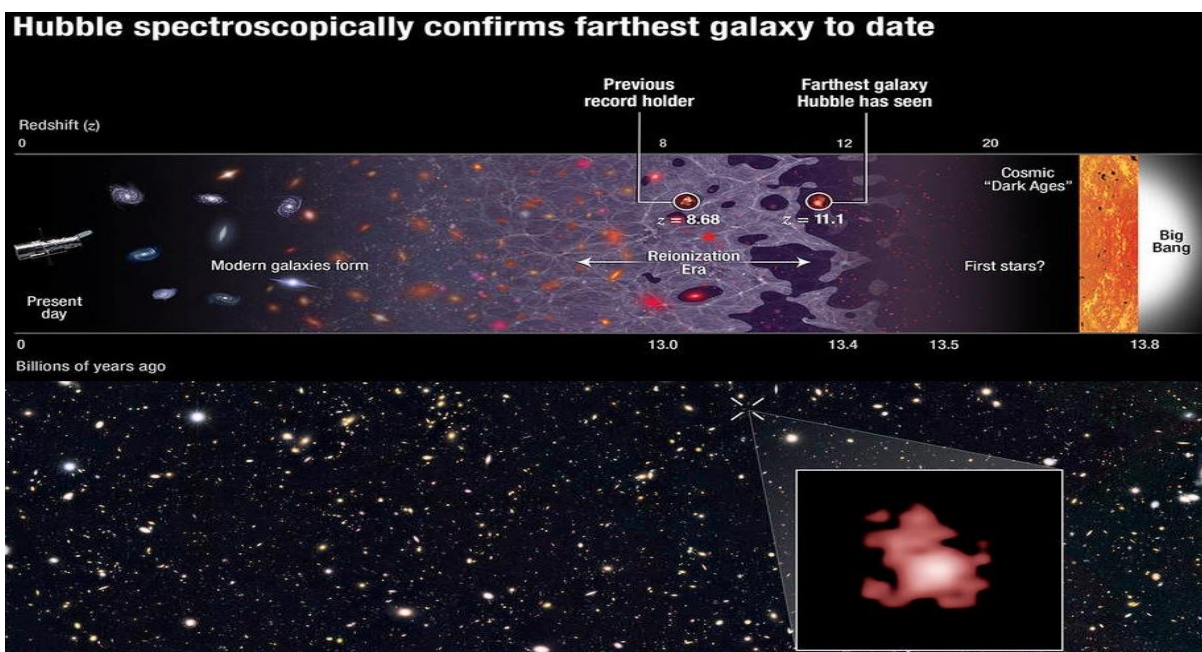 Hubble spectroscopically confirms farthest galaxy to date
Previous
record holder
Farthest galaxy
Hubble has seen
Redshift (z)
0
8
12
20
Cosmic
"Dark Ages"
z = 8.68
z = 11.1
Big
Bang
Reionization
Era
Modern galaxies form
First stars?
Present
day
0
13.0
13.4
13.5
13.8
Billions of years ago